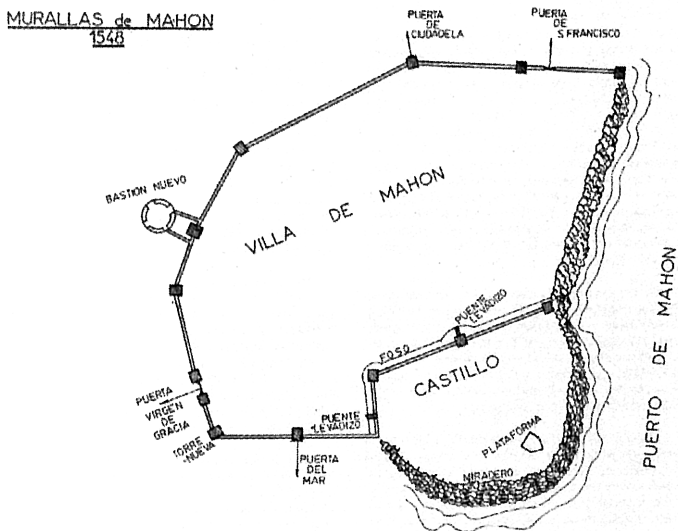 MURALLAS de MAHON
1548
PUERTA
DE
CIUDADELA
PUERTA
DE
S.FRANCISCO
BASTION NUEVO
VILLA DE MAHON
PUERTO DE MAHON
PUENTE
LEVADIZO
FOSO
CASTILLO
PUERTA
VIRGEN
DE
GRACIA
TORRE
NUEVA
PUENTE
LEVADIZO
PUERTA
DEL
MAR
PLATAFORMA
MIRADERO